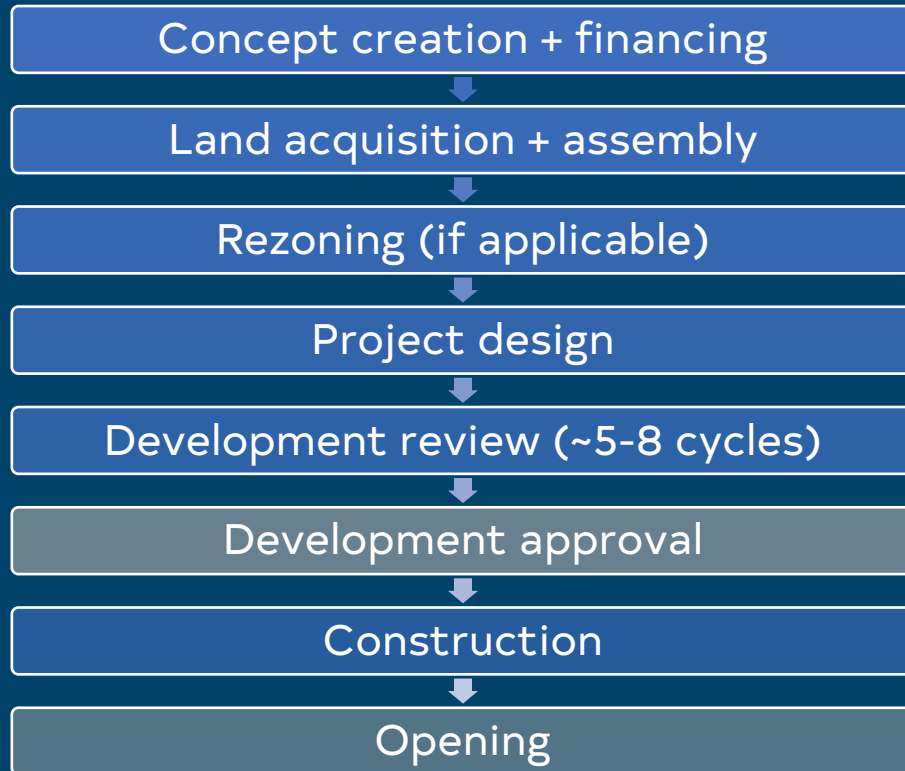 Concept creation + financing
Land acquisition + assembly
Rezoning (if applicable)
Project design
Development review (~5-8 cycles)
Development approval
Construction
Opening